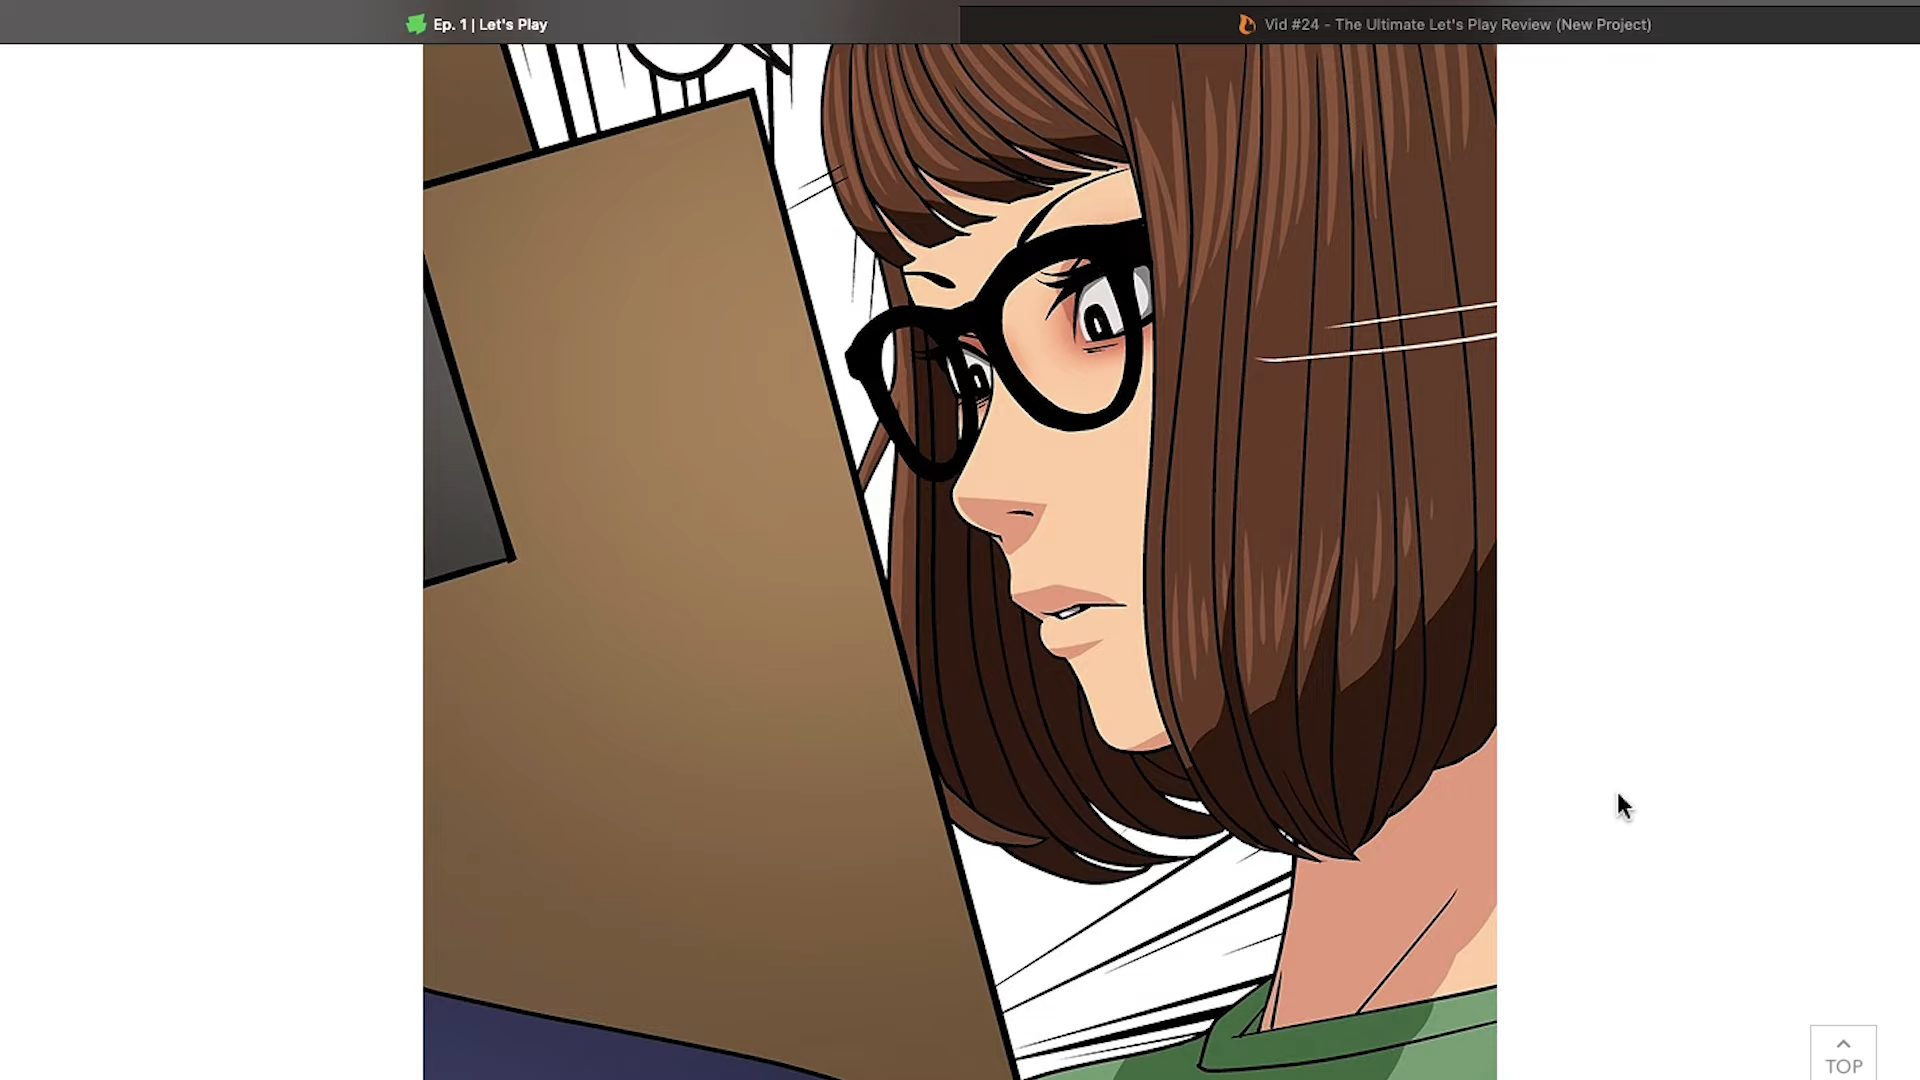 Ep. 1 | Let's Play
Vid #24 - The Ultimate Let's Play Review (New Project)
TOP